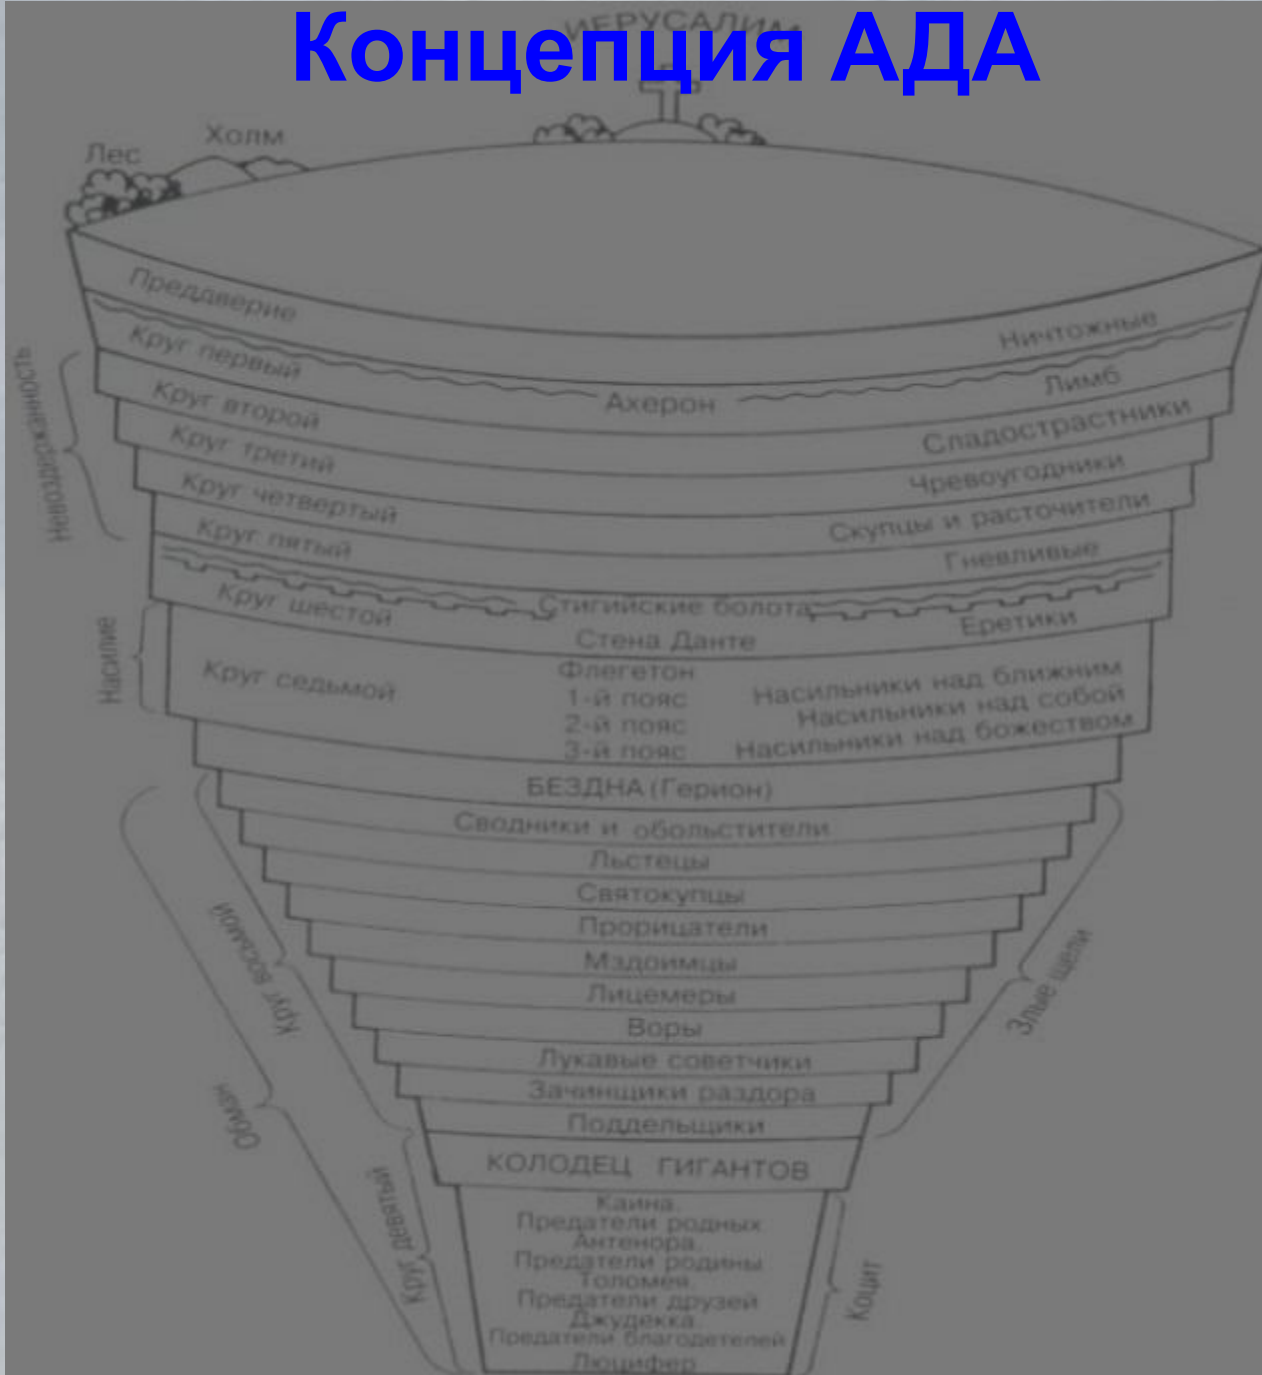 Концепция АДА
ИЕРУСАЛИМ
Холм
Лес
Преддверие
Ничтожные
Круг первый
Ахерон
Лимб
Круг второй
Сладострастники
Круг третий
Чревоугодники
Круг четвертый
Скупцы и расточители
Круг пятый
Гневливые
Стигийские болота
Круг шестой
Стена Данте
Еретики
Невоздержанность
Насилие
Круг седьмой
Флегетон
1-й пояс
Насильники над ближним
2-й пояс
Насильники над собой
3-й пояс
Насильники над божеством
БЕЗДНА (Герион)
Сводники и обольстители
Льстецы
Святокупцы
Прорицатели
Мздоимцы
Лицемеры
Воры
Лукавые советчики
Зачинщики раздора
Поддельщики
Круг восьмой
Злые щели
Обман
КОЛОДЕЦ ГИГАНТОВ
Каина.
Предатели родных
Антенора.
Предатели родины
Толомея.
Предатели друзей
Джудекка.
Предатели благодетелей
Люцифер
Круг девятый
Коцит